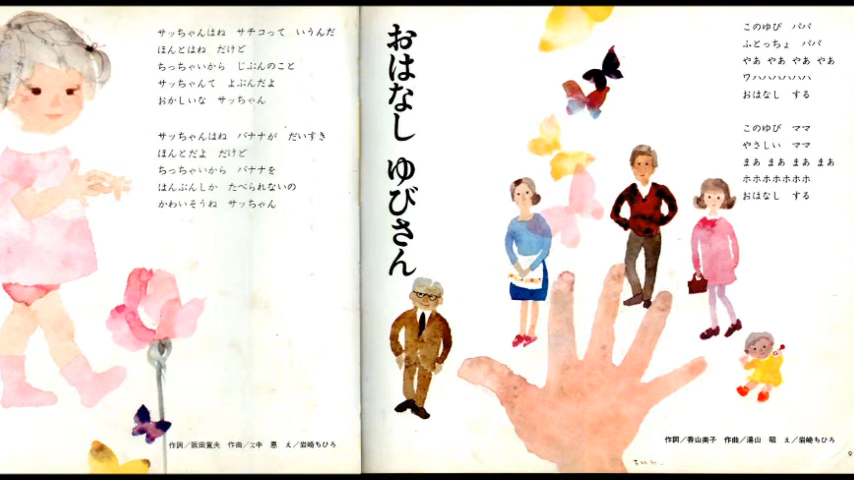 サッちゃんはね　サチコって　いうんだ
ほんとはね　だけど
ちっちゃいから　じぶんのこと
サッちゃんて　よぶんだよ
おかしいな　サッちゃん
サッちゃんはね　バナナが　だいすき
ほんとだよ　だけど
ちっちゃいから　バナナを
はんぶんしか　たべられないの
かわいそうね　サッちゃん
作詞／阪田寛夫　作曲／大中　恩　え／岩崎ちひろ
おはなし　ゆびさん
このゆび　パパ
ふとっちょ　パパ
やあ　やあ　やあ　やあ
ワハハハハハハ
おはなし　する
このゆび　ママ
やさしい　ママ
まあ　まあ　まあ　まあ
ホホホホホホホ
おはなし　する
作詞／香山美子　作曲／湯山　昭　え／岩崎ちひろ
9